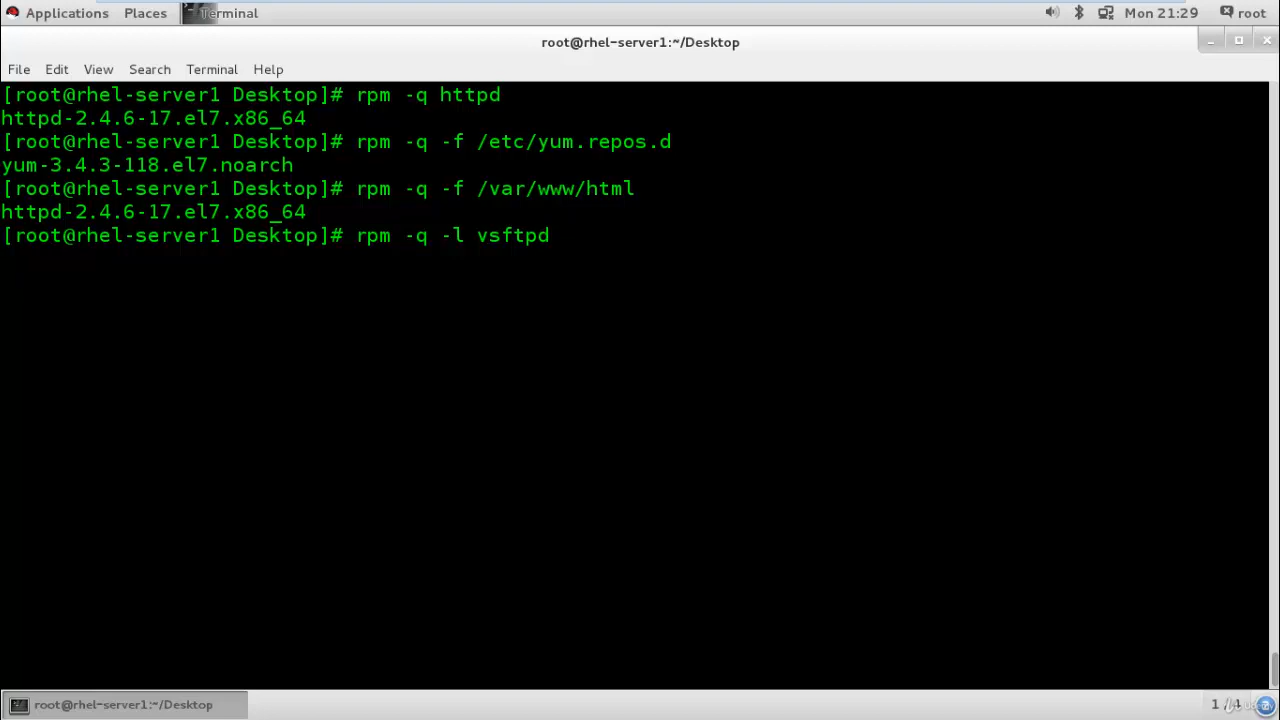 Applications Places Terminal Mon 21:29 root
root@rhel-server1:~/Desktop
File Edit View Search Terminal Help
[root@rhel-server1 Desktop]# rpm -q httpd
httpd-2.4.6-17.el7.x86_64
[root@rhel-server1 Desktop]# rpm -q -f /etc/yum.repos.d
yum-3.4.3-118.el7.noarch
[root@rhel-server1 Desktop]# rpm -q -f /var/www/html
httpd-2.4.6-17.el7.x86_64
[root@rhel-server1 Desktop]# rpm -q -l vsftpd
root@rhel-server1:~/Desktop 1 /